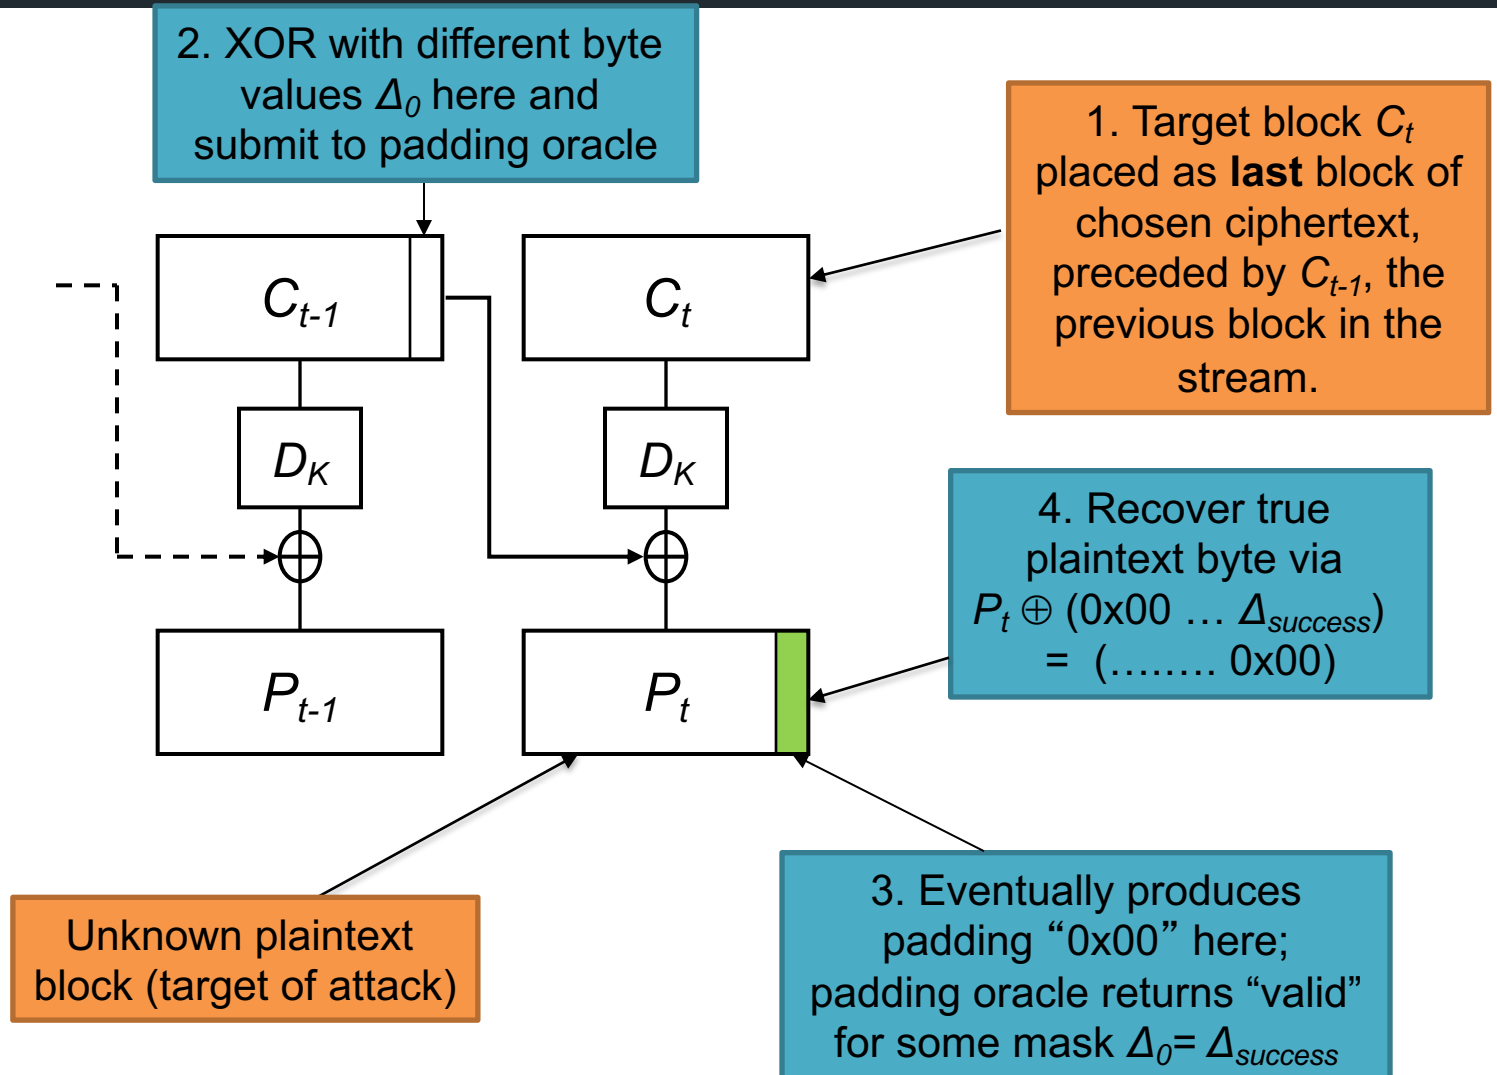 2. XOR with different byte
values Δ0 here and
submit to padding oracle
1. Target block Ct
placed as last block of
chosen ciphertext,
preceded by Ct-1, the
previous block in the
stream.
Ct-1
Ct
DK
DK
4. Recover true
plaintext byte via
Pt ⊕ (0x00 … Δsuccess)
= (…..… 0x00)
Pt-1
Pt
Unknown plaintext
block (target of attack)
3. Eventually produces
padding “0x00” here;
padding oracle returns “valid”
for some mask Δ0= Δsuccess